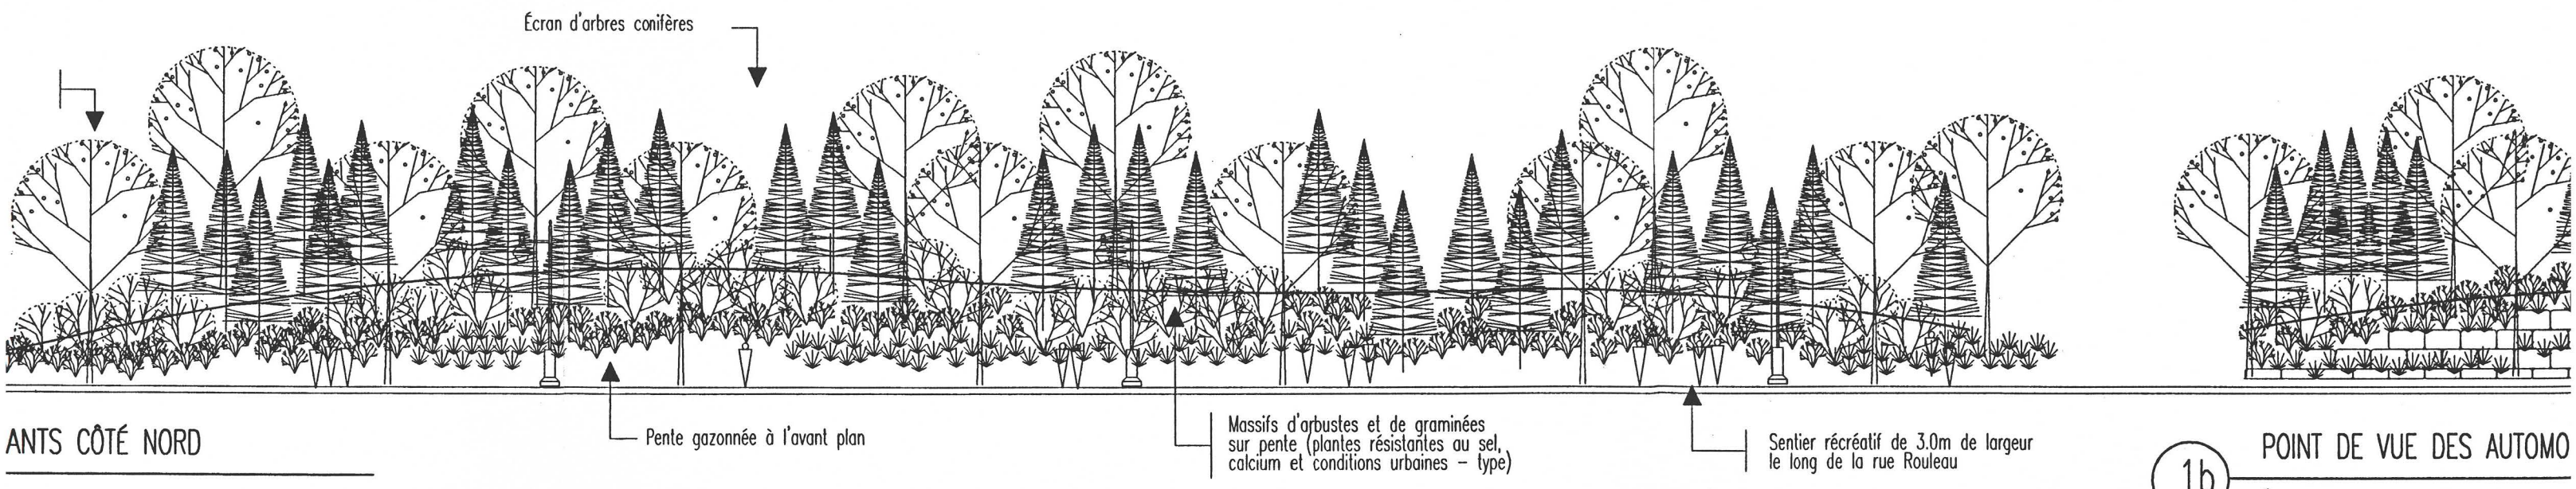 Écran d'arbres conifères
Pente gazonnée à l'avant plan
Massifs d'arbustes et de graminées
sur pente (plantes résistantes au sel,
calcium et conditions urbaines - type)
Sentier récréatif de 3.0m de largeur
le long de la rue Rouleau
ANTS CÔTÉ NORD
1b
POINT DE VUE DES AUTOMO